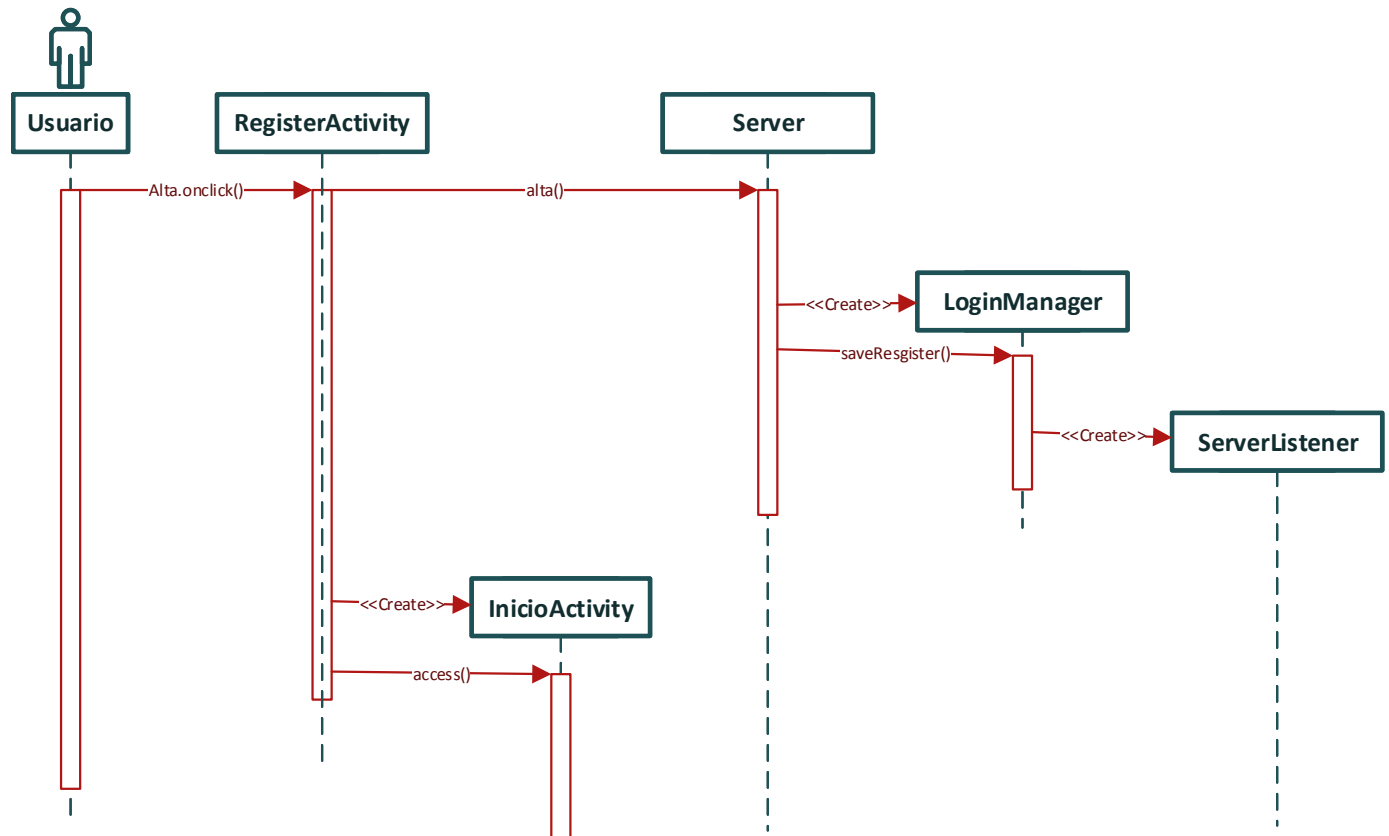 Usuario
RegisterActivity
Server
Alta.onclick()
alta()
<<Create>>
LoginManager
saveResgister()
<<Create>>
ServerListener
<<Create>>
InicioActivity
access()